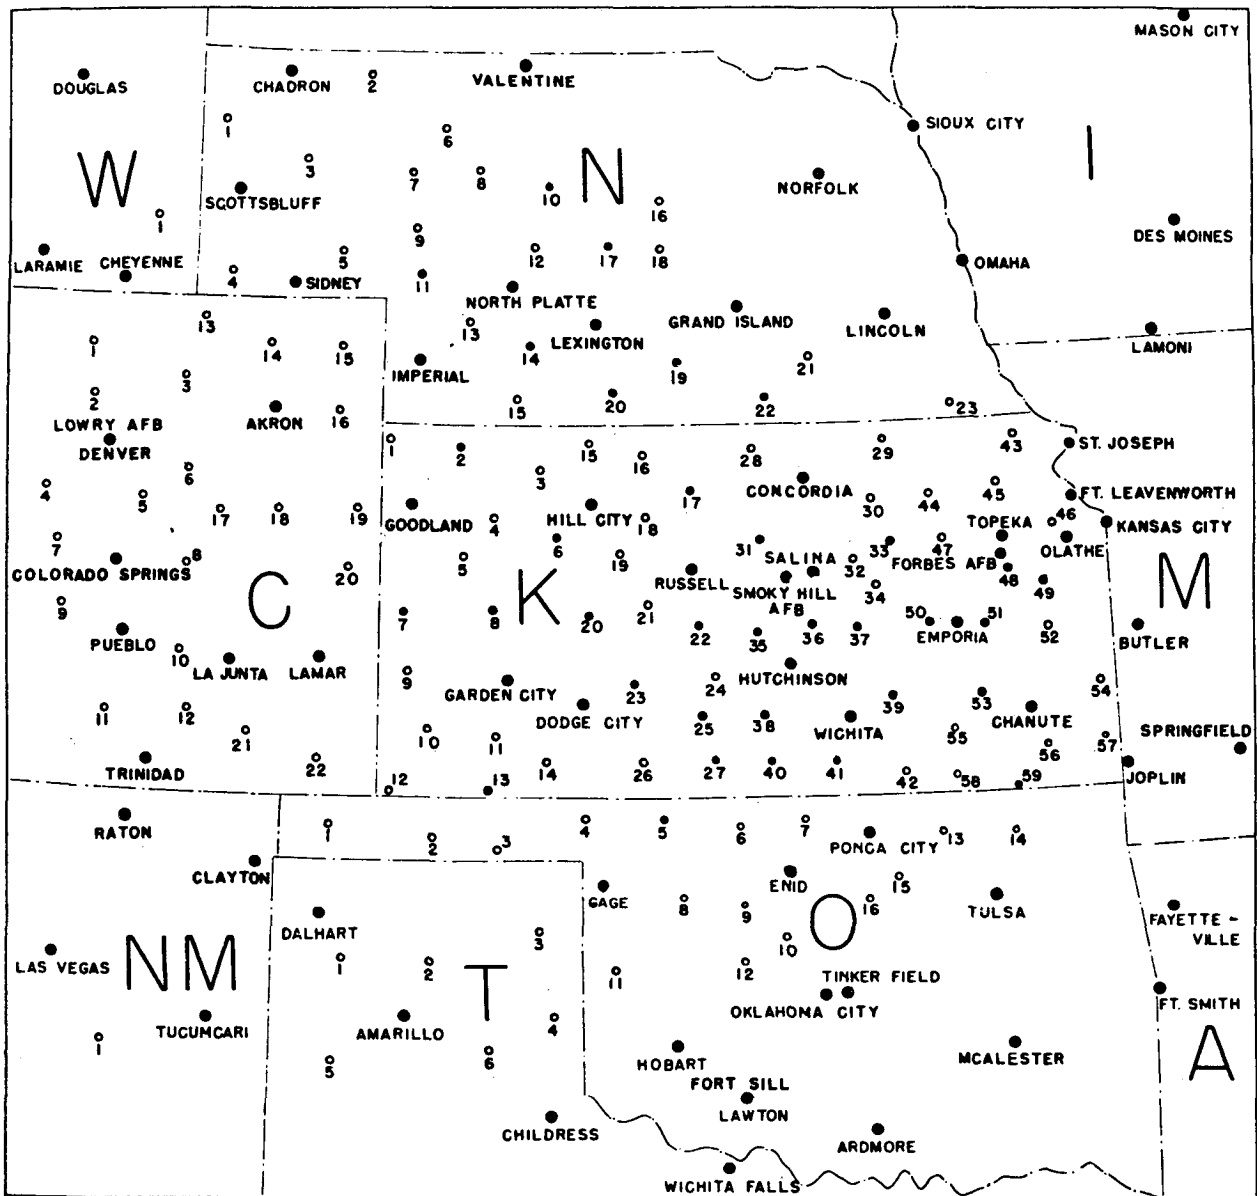 MASON CITY
DOUGLAS
CHADRON
2
VALENTINE
1
6
SIOUX CITY
W
N
I
3
7
8
10
NORFOLK
SCOTTSBLUFF
16
1
9
DES MOINES
LARAMIE
CHEYENNE
5
12
17
18
OMAHA
4
SIDNEY
11
NORTH PLATTE
GRAND ISLAND
LINCOLN
13
13
LEXINGTON
LAMONI
1
14
15
14
IMPERIAL
19
21
3
2
15
20
22
23
LOWRY AFB
AKRON
16
DENVER
1
2
15
16
28
29
43
ST. JOSEPH
6
3
CONCORDIA
4
5
17
44
45
FT. LEAVENWORTH
17
18
19
GOODLAND
4
HILL CITY
18
30
TOPEKA
46
KANSAS CITY
7
6
31
33
47
OLATHE
8
5
19
SALINA
32
FORBES AFB
COLORADO SPRINGS
20
K
RUSSELL
SMOKY HILL
AFB
34
48
49
M
C
9
7
8
20
21
22
35
36
37
50
EMPORIA
51
52
BUTLER
PUEBLO
10
LA JUNTA
LAMAR
9
GARDEN CITY
23
24
HUTCHINSON
39
53
54
11
12
DODGE CITY
25
38
WICHITA
CHANUTE
SPRINGFIELD
21
10
11
55
56
57
TRINIDAD
22
12
13
14
26
27
40
41
42
58
59
JOPLIN
RATON
1
2
3
4
5
6
7
PONCA CITY
13
14
CLAYTON
ENID
15
GAGE
8
9
16
TULSA
DALHART
O
FAYETTE -
VILLE
3
10
LAS VEGAS
NM
1
2
T
11
12
TINKER FIELD
OKLAHOMA CITY
FT. SMITH
TUCUMCARI
AMARILLO
4
1
5
6
HOBART
MCALESTER
A
FORT SILL
LAWTON
CHILDRESS
ARDMORE
WICHITA FALLS